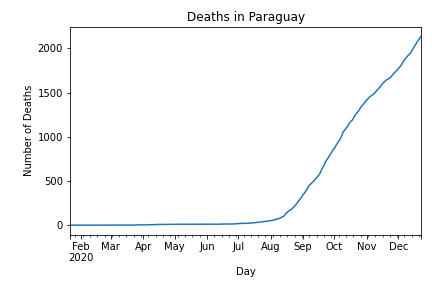 Deaths in Paraguay
Number of Deaths
2000
1500
1000
500
0
Feb Mar Apr May Jun Jul Aug Sep Oct Nov Dec
2020
Day